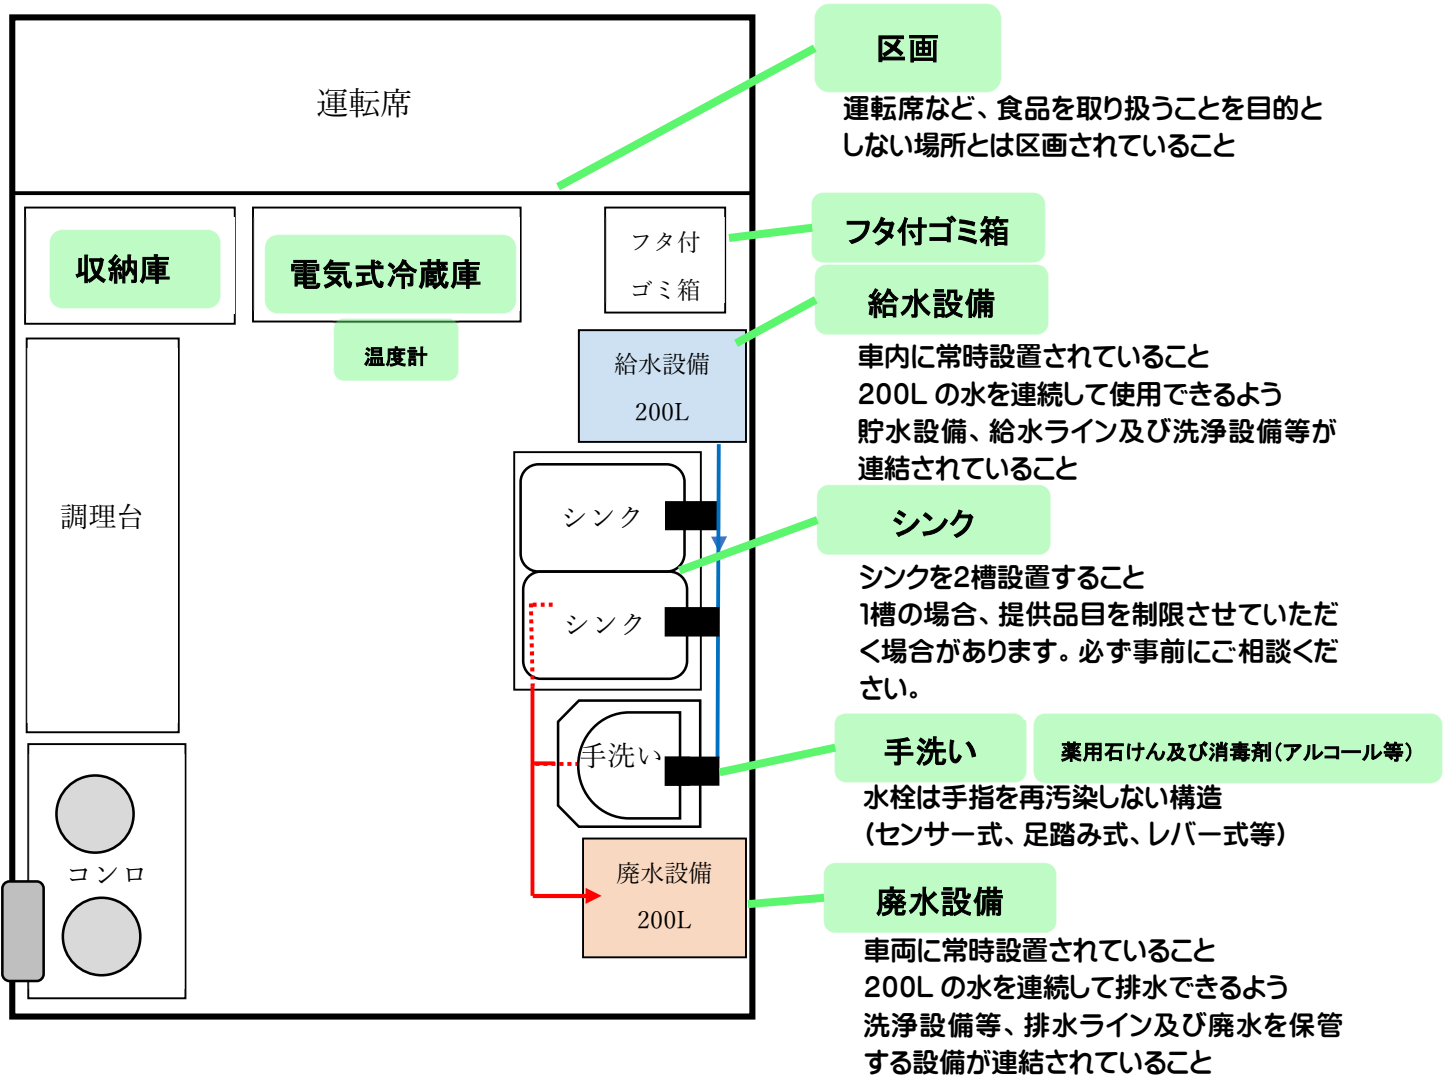 運転席
収納庫
電気式冷蔵庫
温度計
フタ付
ゴミ箱
給水設備
200L
調理台
シンク
シンク
手洗い
コンロ
廃水設備
200L
区画
運転席など、食品を取り扱うことを目的と
しない場所とは区画されていること
フタ付ゴミ箱
給水設備
車内に常時設置されていること
200L の水を連続して使用できるよう
貯水設備、給水ライン及び洗浄設備等が
連結されていること
シンク
シンクを2槽設置すること
1槽の場合、提供品目を制限させていただ
く場合があります。必ず事前にご相談くだ
さい。
手洗い
薬用石けん及び消毒剤（アルコール等）
水栓は手指を再汚染しない構造
（センサー式、足踏み式、レバー式等）
廃水設備
車両に常時設置されていること
200L の水を連続して排水できるよう
洗浄設備等、排水ライン及び廃水を保管
する設備が連結されていること